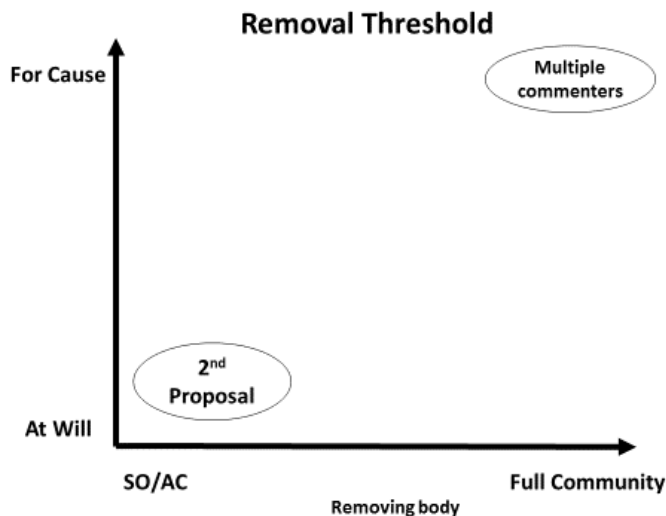 Removal Threshold
For Cause
Multiple
commenters
2nd
Proposal
At Will
SO/AC
Full Community
Removing body